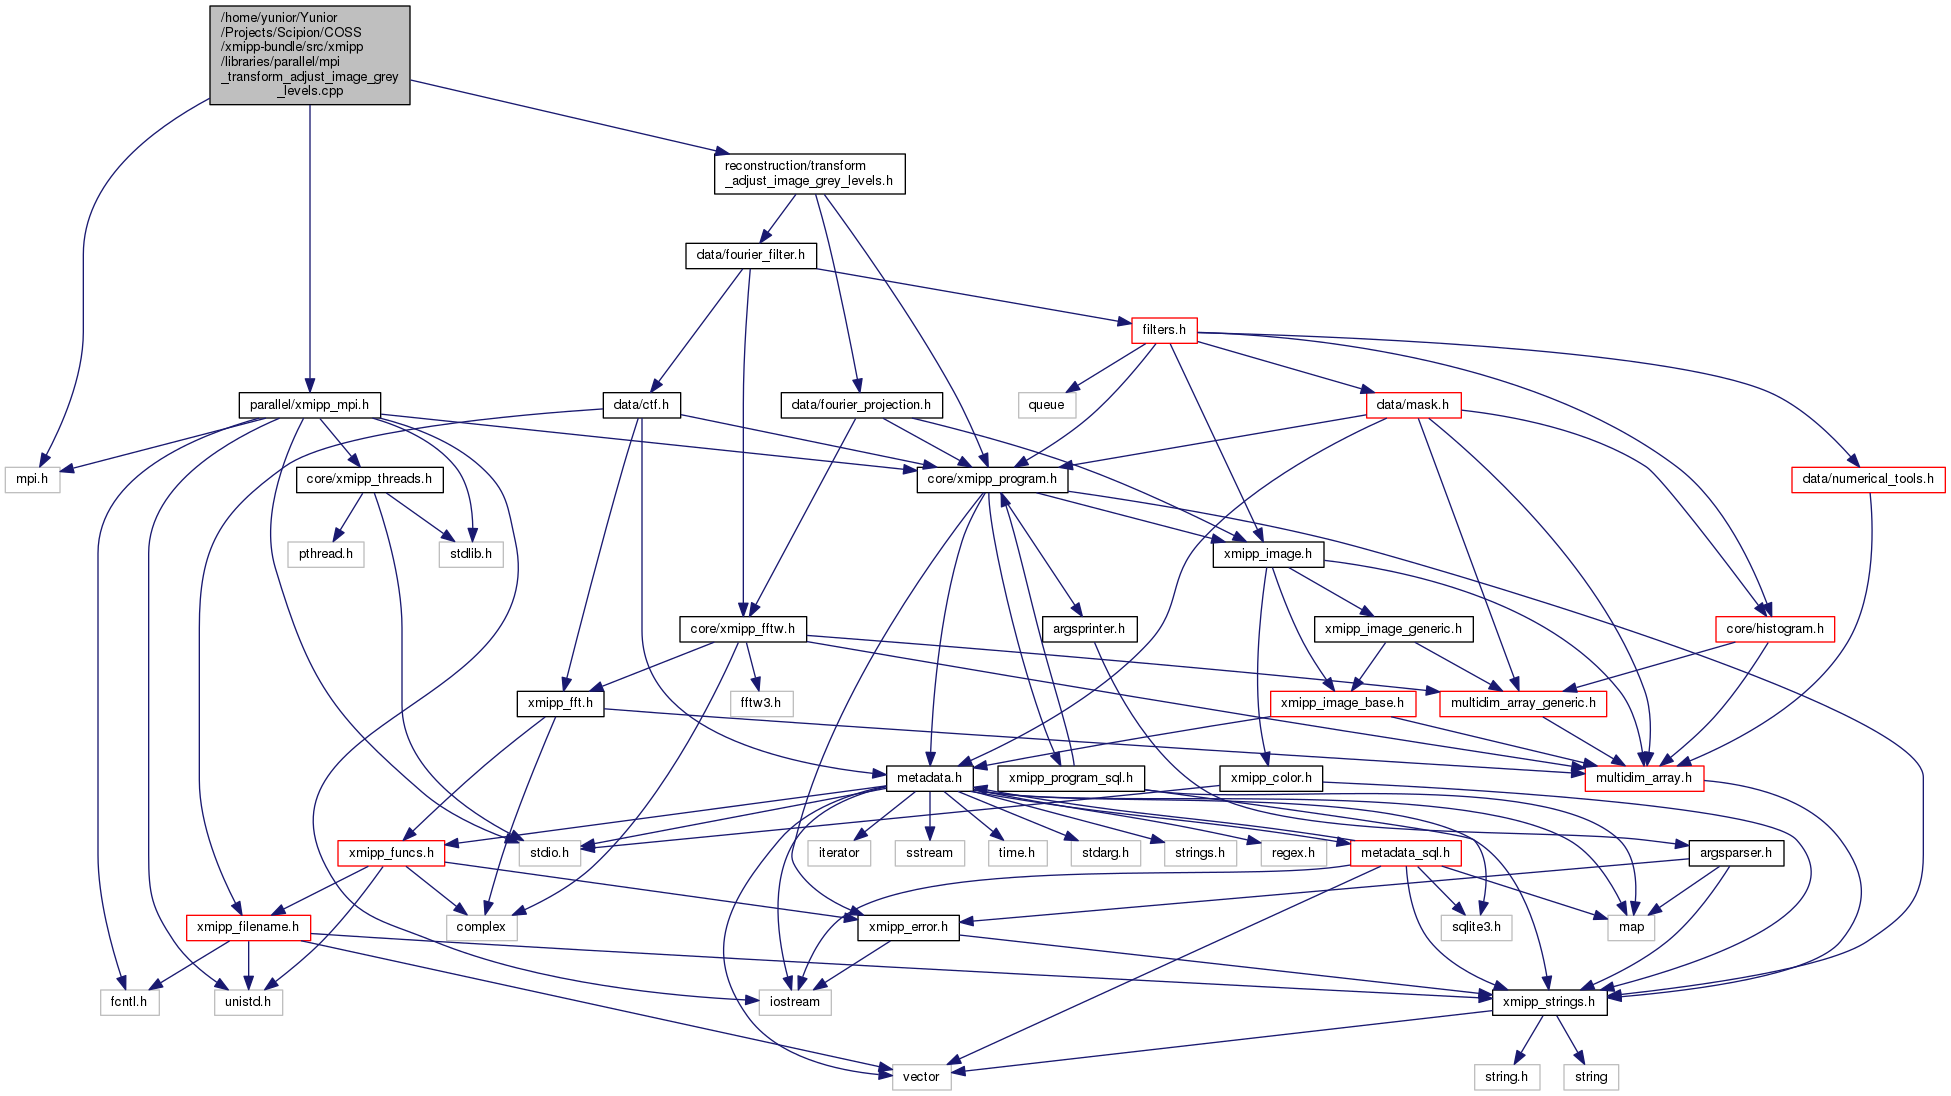 /home/yunior/Yunior
/Projects/Scipion/COSS
/xmipp-bundle/src/xmipp
/libraries/parallel/mpi
_transform_adjust_image_grey
_levels.cpp
reconstruction/transform
_adjust_image_grey_levels.h
data/fourier_filter.h
filters.h
parallel/xmipp_mpi.h
data/ctf.h
data/fourier_projection.h
queue
data/mask.h
mpi.h
core/xmipp_threads.h
core/xmipp_program.h
data/numerical_tools.h
pthread.h
stdlib.h
xmipp_image.h
core/xmipp_fftw.h
argsprinter.h
xmipp_image_generic.h
core/histogram.h
xmipp_fft.h
fftw3.h
xmipp_image_base.h
multidim_array_generic.h
metadata.h
xmipp_program_sql.h
xmipp_color.h
multidim_array.h
xmipp_funcs.h
stdio.h
iterator
sstream
time.h
stdarg.h
strings.h
regex.h
metadata_sql.h
argsparser.h
xmipp_filename.h
complex
xmipp_error.h
sqlite3.h
map
fcntl.h
unistd.h
iostream
xmipp_strings.h
vector
string.h
string